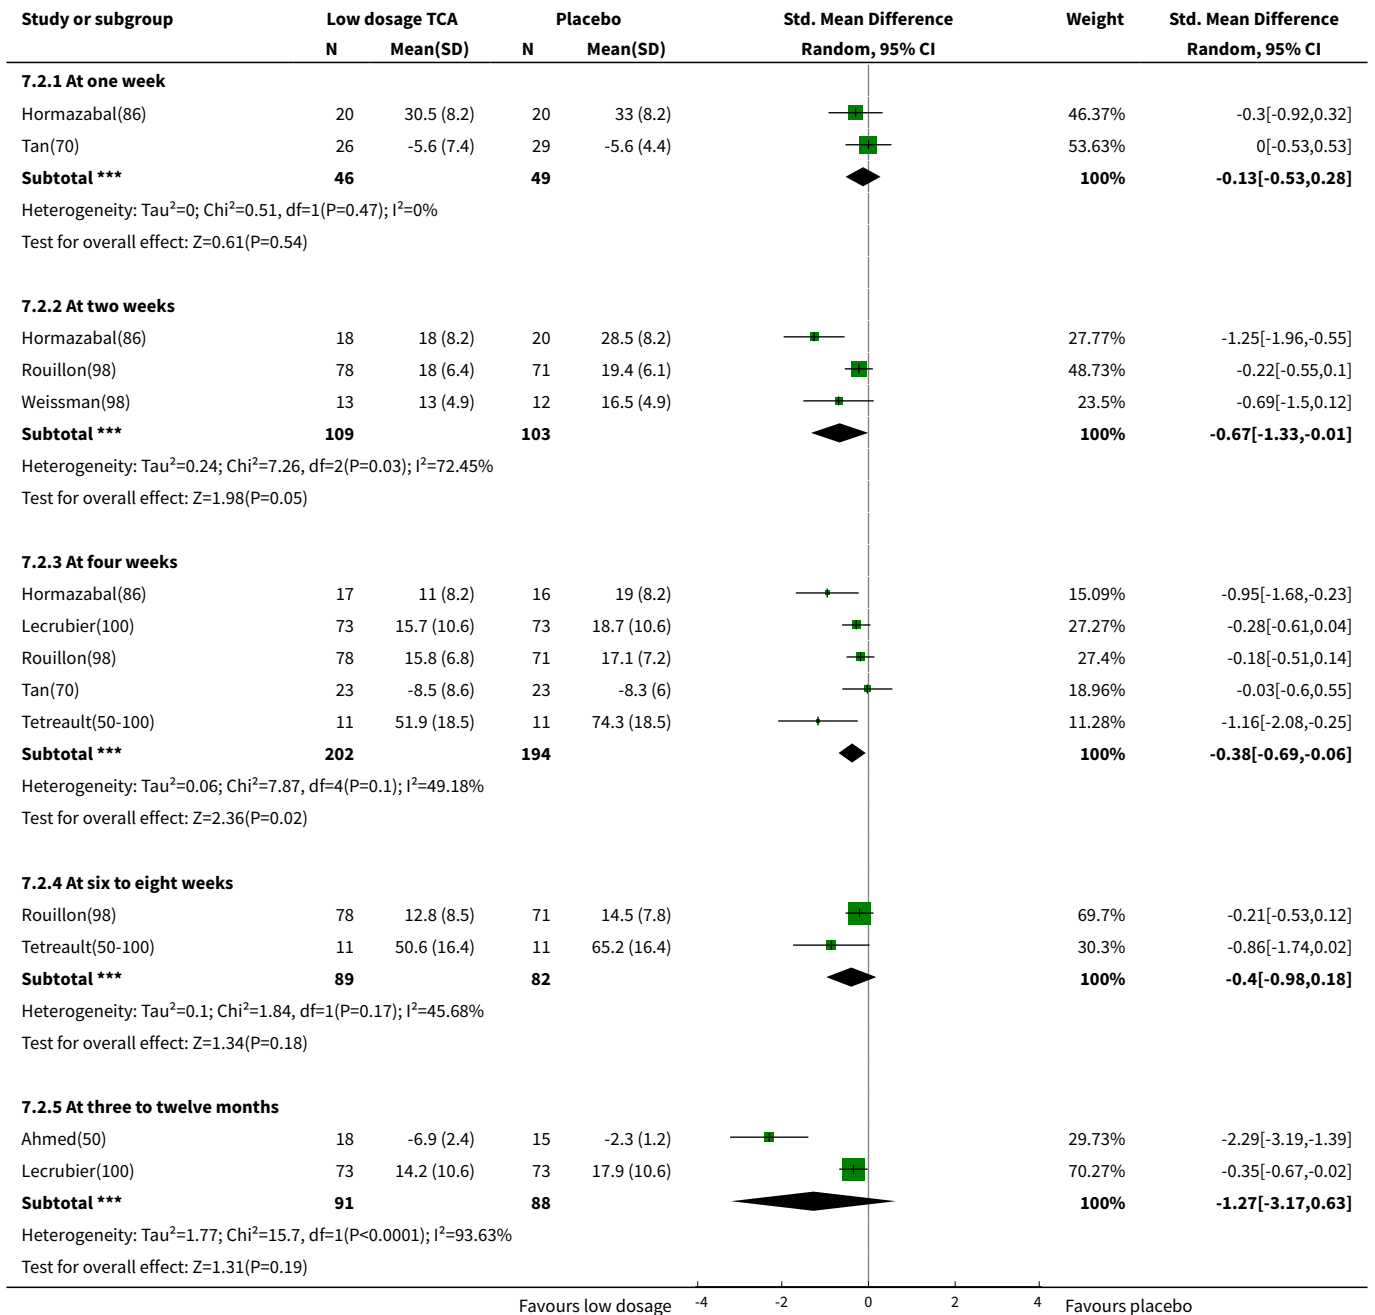 Study or subgroup Low dosage TCA Placebo Std. Mean Difference Weight Std. Mean Difference
N Mean(SD) N Mean(SD) Random, 95% CI Random, 95% CI
7.2.1 At one week
Hormazabal(86) 20 30.5 (8.2) 20 33 (8.2) 46.37% -0.3[-0.92,0.32]
Tan(70) 26 -5.6 (7.4) 29 -5.6 (4.4) 53.63% 0[-0.53,0.53]
Subtotal *** 46 49 100% -0.13[-0.53,0.28]
Heterogeneity: Tau²=0; Chi²=0.51, df=1(P=0.47); I²=0%
Test for overall effect: Z=0.61(P=0.54)
7.2.2 At two weeks
Hormazabal(86) 18 18 (8.2) 20 28.5 (8.2) 27.77% -1.25[-1.96,-0.55]
Rouillon(98) 78 18 (6.4) 71 19.4 (6.1) 48.73% -0.22[-0.55,0.1]
Weissman(98) 13 13 (4.9) 12 16.5 (4.9) 23.5% -0.69[-1.5,0.12]
Subtotal *** 109 103 100% -0.67[-1.33,-0.01]
Heterogeneity: Tau²=0.24; Chi²=7.26, df=2(P=0.03); I²=72.45%
Test for overall effect: Z=1.98(P=0.05)
7.2.3 At four weeks
Hormazabal(86) 17 11 (8.2) 16 19 (8.2) 15.09% -0.95[-1.68,-0.23]
Lecrubier(100) 73 15.7 (10.6) 73 18.7 (10.6) 27.27% -0.28[-0.61,0.04]
Rouillon(98) 78 15.8 (6.8) 71 17.1 (7.2) 27.4% -0.18[-0.51,0.14]
Tan(70) 23 -8.5 (8.6) 23 -8.3 (6) 18.96% -0.03[-0.6,0.55]
Tetreault(50-100) 11 51.9 (18.5) 11 74.3 (18.5) 11.28% -1.16[-2.08,-0.25]
Subtotal *** 202 194 100% -0.38[-0.69,-0.06]
Heterogeneity: Tau²=0.06; Chi²=7.87, df=4(P=0.1); I²=49.18%
Test for overall effect: Z=2.36(P=0.02)
7.2.4 At six to eight weeks
Rouillon(98) 78 12.8 (8.5) 71 14.5 (7.8) 69.7% -0.21[-0.53,0.12]
Tetreault(50-100) 11 50.6 (16.4) 11 65.2 (16.4) 30.3% -0.86[-1.74,0.02]
Subtotal *** 89 82 100% -0.4[-0.98,0.18]
Heterogeneity: Tau²=0.1; Chi²=1.84, df=1(P=0.17); I²=45.68%
Test for overall effect: Z=1.34(P=0.18)
7.2.5 At three to twelve months
Ahmed(50) 18 -6.9 (2.4) 15 -2.3 (1.2) 29.73% -2.29[-3.19,-1.39]
Lecrubier(100) 73 14.2 (10.6) 73 17.9 (10.6) 70.27% -0.35[-0.67,-0.02]
Subtotal *** 91 88 100% -1.27[-3.17,0.63]
Heterogeneity: Tau²=1.77; Chi²=15.7, df=1(P<0.0001); I²=93.63%
Test for overall effect: Z=1.31(P=0.19)
Favours low dosage -4 -2 0 2 4 Favours placebo